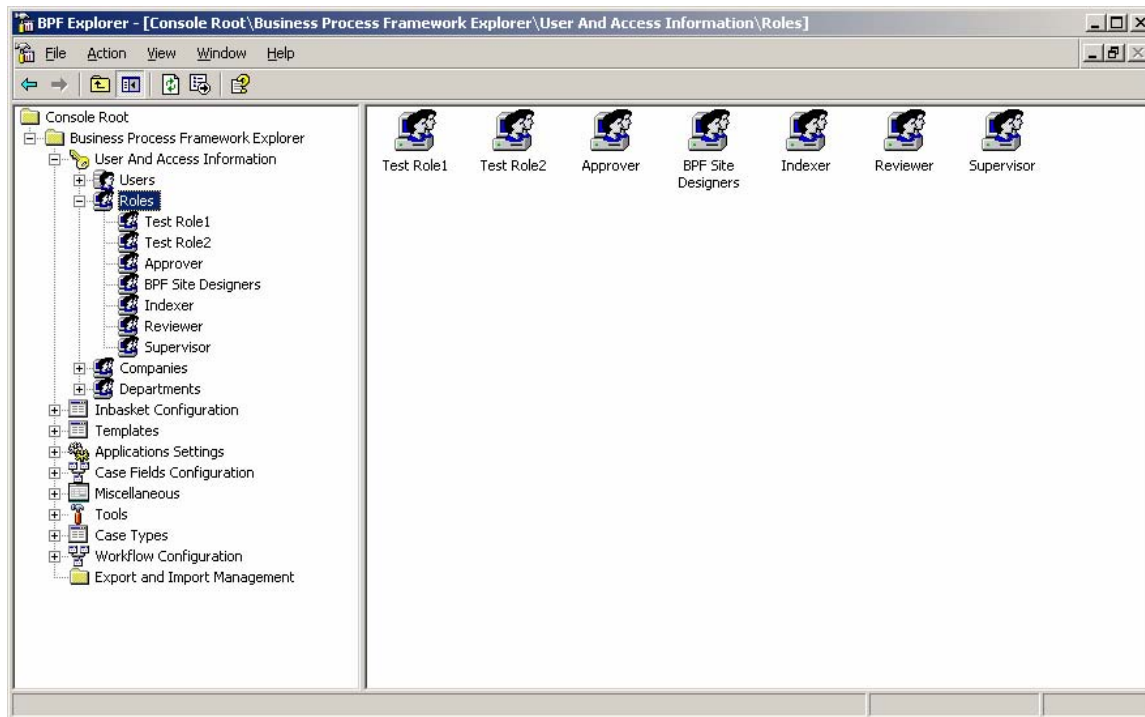 BPF Explorer - [Console Root\Business Process Framework Explorer\User And Access Information\Roles]
File Action View Window Help
Console Root
Business Process Framework Explorer
User And Access Information
Users
Roles
Test Role1
Test Role2
Approver
BPF Site Designers
Indexer
Reviewer
Supervisor
Companies
Departments
Inbasket Configuration
Templates
Applications Settings
Case Fields Configuration
Miscellaneous
Tools
Case Types
Workflow Configuration
Export and Import Management
Test Role1 Test Role2 Approver BPF Site Indexer Reviewer Supervisor
Designers